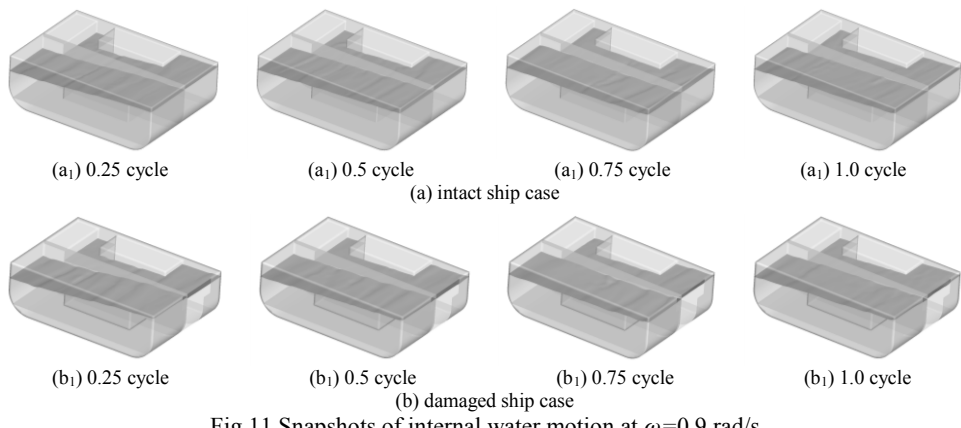 (a₁) 0.25 cycle (a₁) 0.5 cycle (a₁) 0.75 cycle (a₁) 1.0 cycle
(a) intact ship case
(b₁) 0.25 cycle (b₁) 0.5 cycle (b₁) 0.75 cycle (b₁) 1.0 cycle
(b) damaged ship case
Fig.11 Snapshots of internal water motion at ω=0.9 rad/s